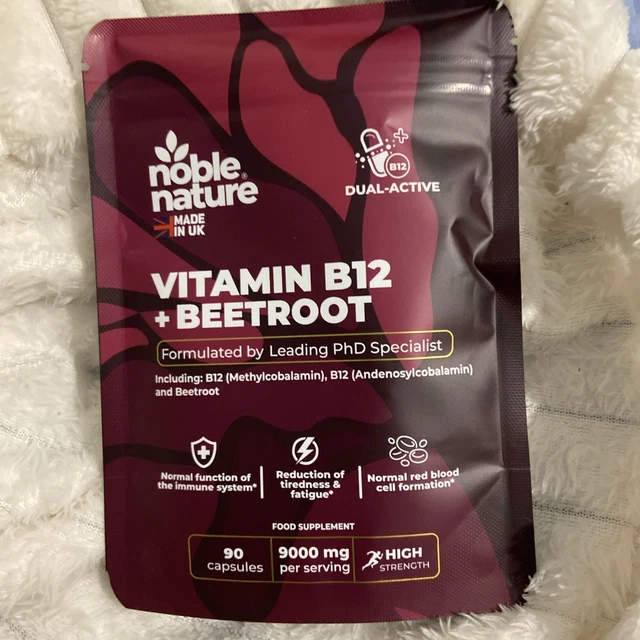 noble
nature®
MADE
IN UK
B12
DUAL-ACTIVE
VITAMIN B12
+ BEETROOT
Formulated by Leading PhD Specialist
Including: B12 (Methylcobalamin), B12 (Andenosylcobalamin)
and Beetroot
Normal function of
the immune system*
Reduction of
tiredness &
fatigue*
Normal red blood
cell formation*
FOOD SUPPLEMENT
90
capsules
9000 mg
per serving
HIGH
STRENGTH